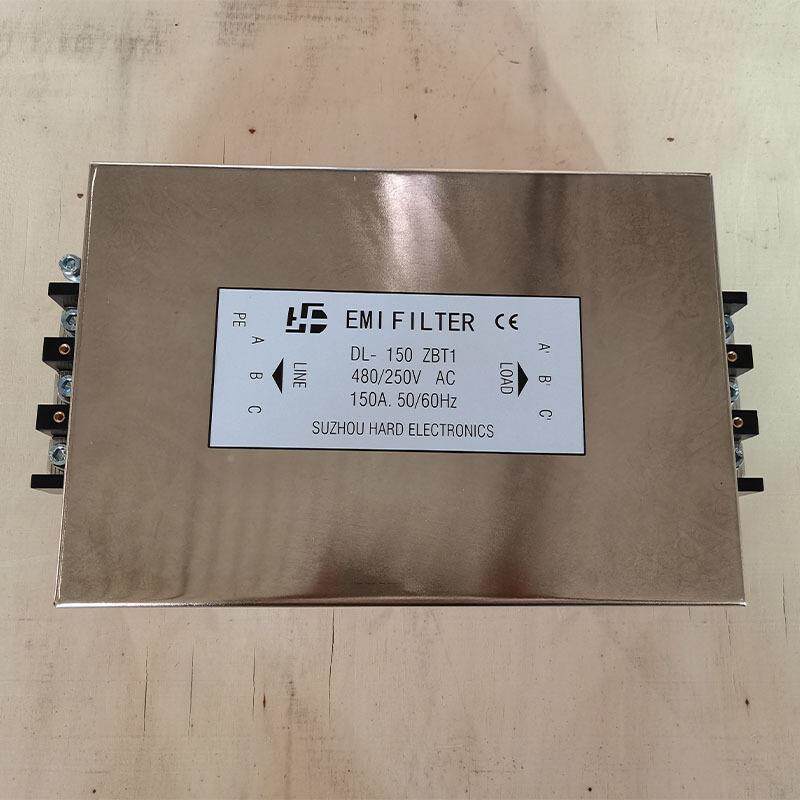 EMI FILTER CE
DL- 150 ZBT1
480/250V AC
150A. 50/60Hz
SUZHOU HARD ELECTRONICS
PE
A
B
C
LINE
LOAD
A'
B'
C'